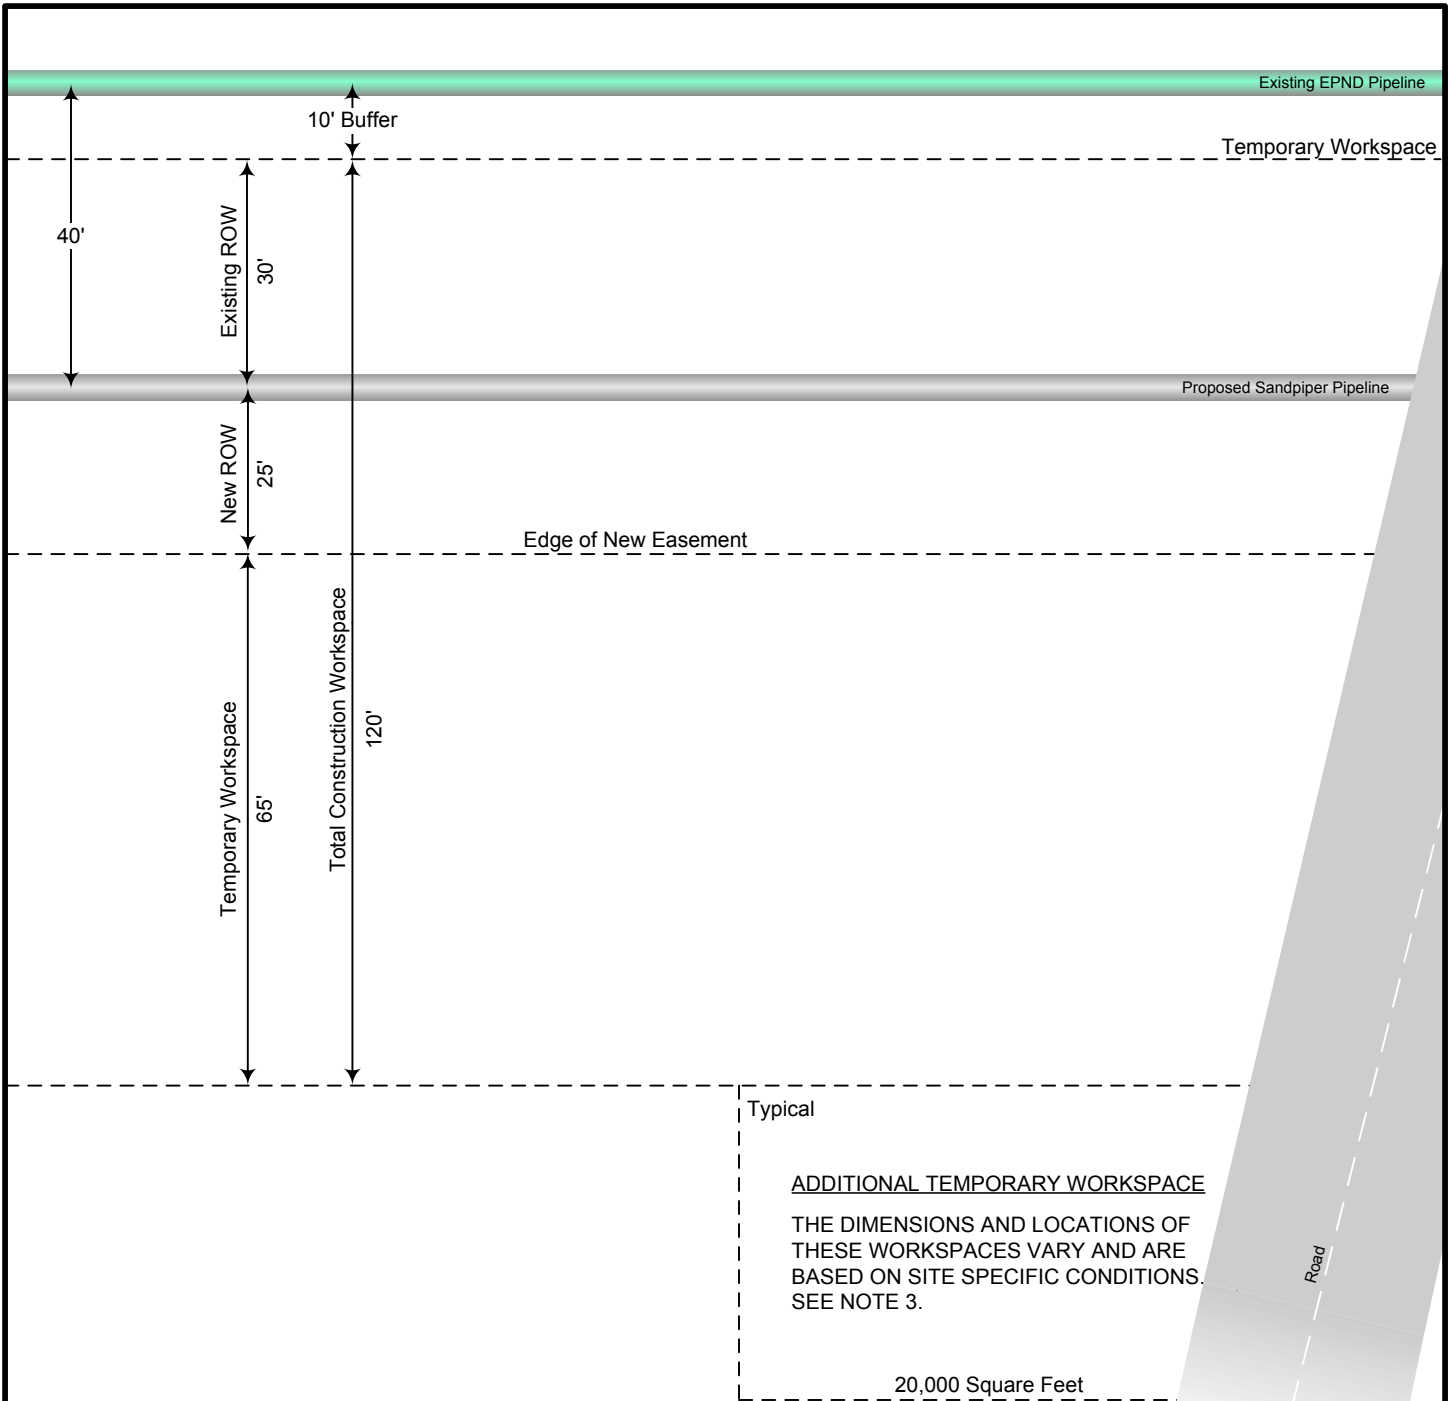 Existing EPND Pipeline
10' Buffer
Temporary Workspace
40'
Existing ROW
30'
Proposed Sandpiper Pipeline
New ROW
25'
Edge of New Easement
Temporary Workspace
65'
Total Construction Workspace
120'
Typical
ADDITIONAL TEMPORARY WORKSPACE
THE DIMENSIONS AND LOCATIONS OF
THESE WORKSPACES VARY AND ARE
BASED ON SITE SPECIFIC CONDITIONS.
SEE NOTE 3.
Road
20,000 Square Feet